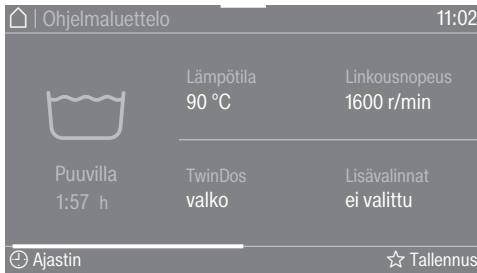 | Ohjelmaluettelo 11:02
Lämpötila
90 °C
Linkousnopeus
1600 r/min
Puuvilla
1:57 h
TwinDos
valko
Lisävalinnat
ei valittu
Ajastin
Tallennus